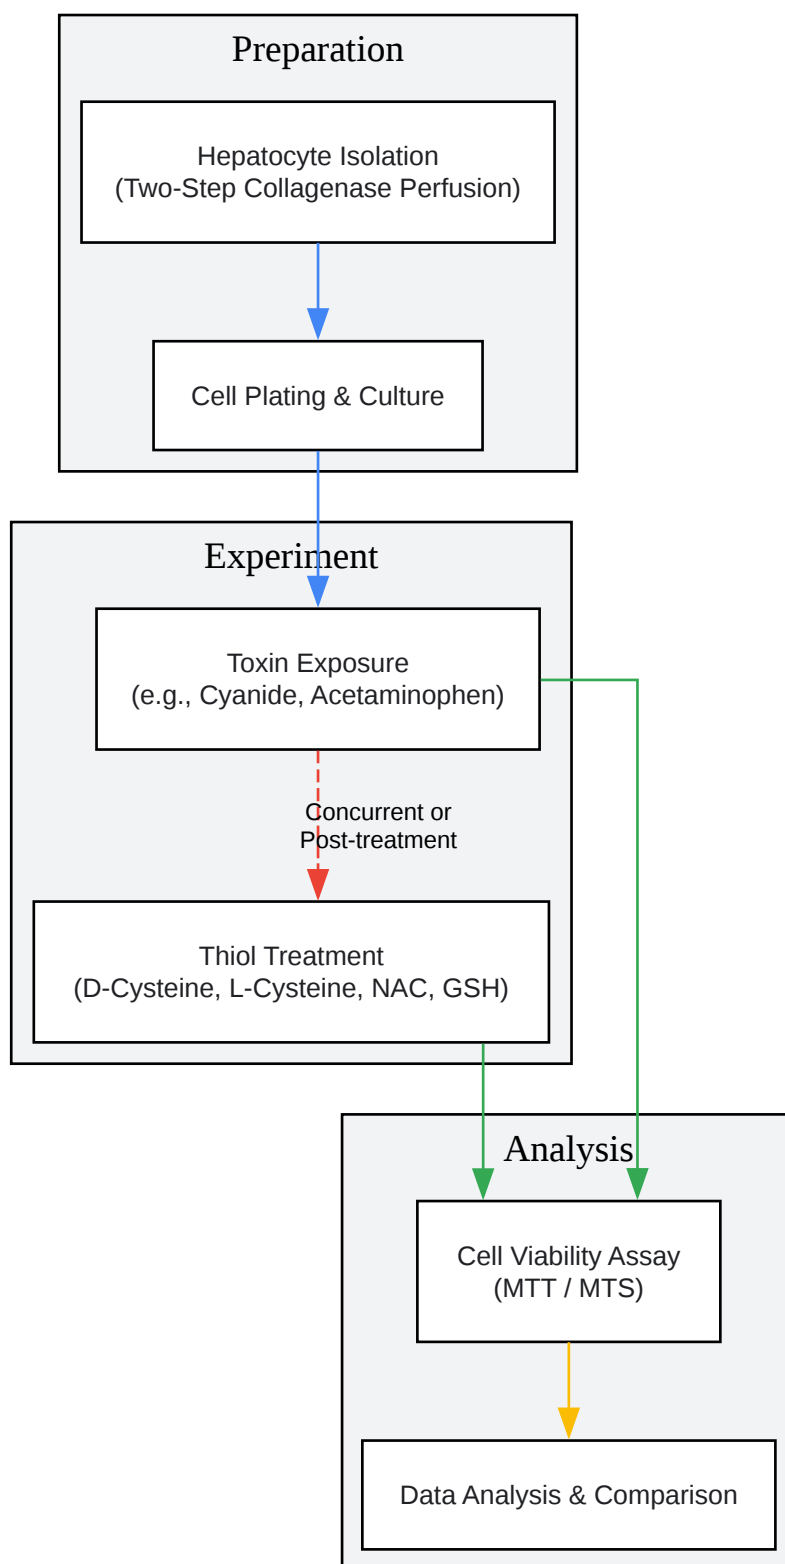 Preparation
Hepatocyte Isolation
(Two-Step Collagenase Perfusion)
Cell Plating & Culture
Experiment
Toxin Exposure
(e.g., Cyanide, Acetaminophen)
Concurrent or
Post-treatment
Thiol Treatment
(D-Cysteine, L-Cysteine, NAC, GSH)
Analysis
Cell Viability Assay
(MTT / MTS)
Data Analysis & Comparison